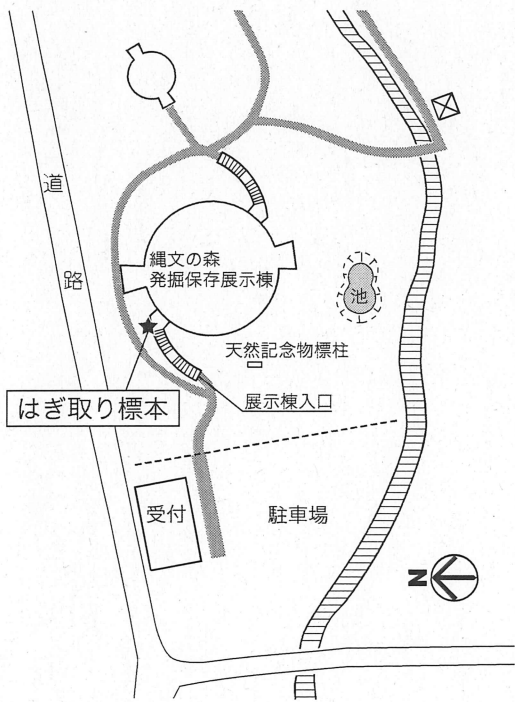 道路
縄文の森
発掘保存展示棟
池
天然記念物標柱
展示棟入口
はぎ取り標本
受付
駐車場
N